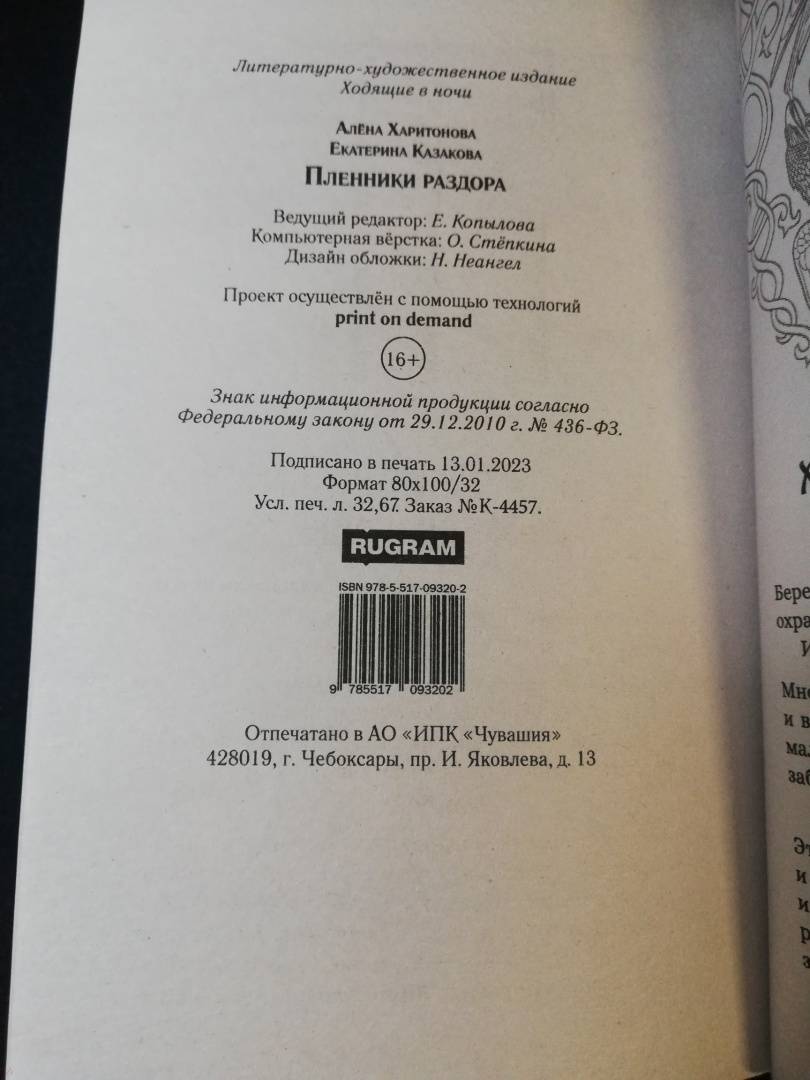 Литературно-художественное издание
Ходящие в ночи
Алёна Харитонова
Екатерина Казакова
Пленники раздора
Ведущий редактор: Е. Копылова
Компьютерная вёрстка: О. Стёпкина
Дизайн обложки: Н. Неангел
Проект осуществлён с помощью технологий
print on demand
16+
Знак информационной продукции согласно
Федеральному закону от 29.12.2010 г. № 436-ФЗ.
Подписано в печать 13.01.2023
Формат 80х100/32
Усл. печ. л. 32,67. Заказ №К-4457.
RUGRAM
ISBN 978-5-517-09320-2
9 785517 093202
Отпечатано в АО «ИПК «Чувашия»
428019, г. Чебоксары, пр. И. Яковлева, д. 13